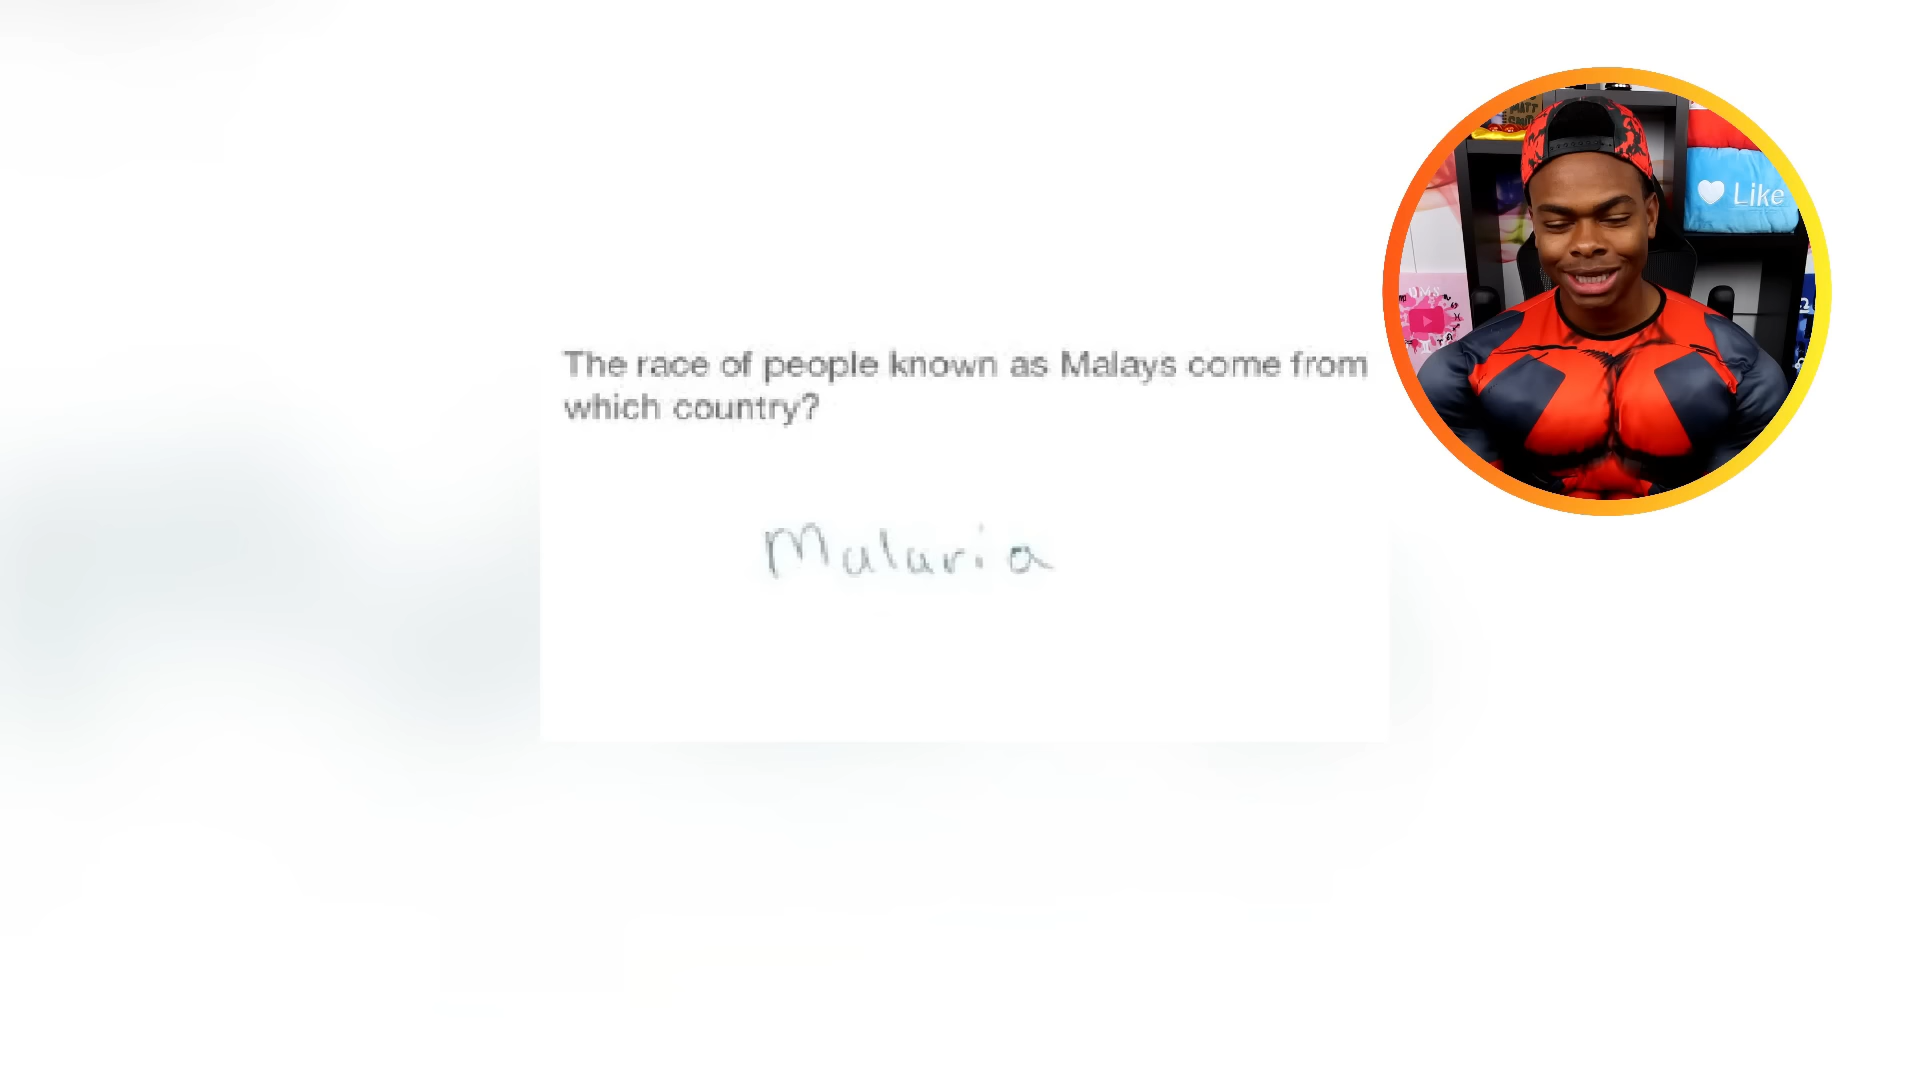 The race of people known as Malays come from
which country?
Malaria
Like